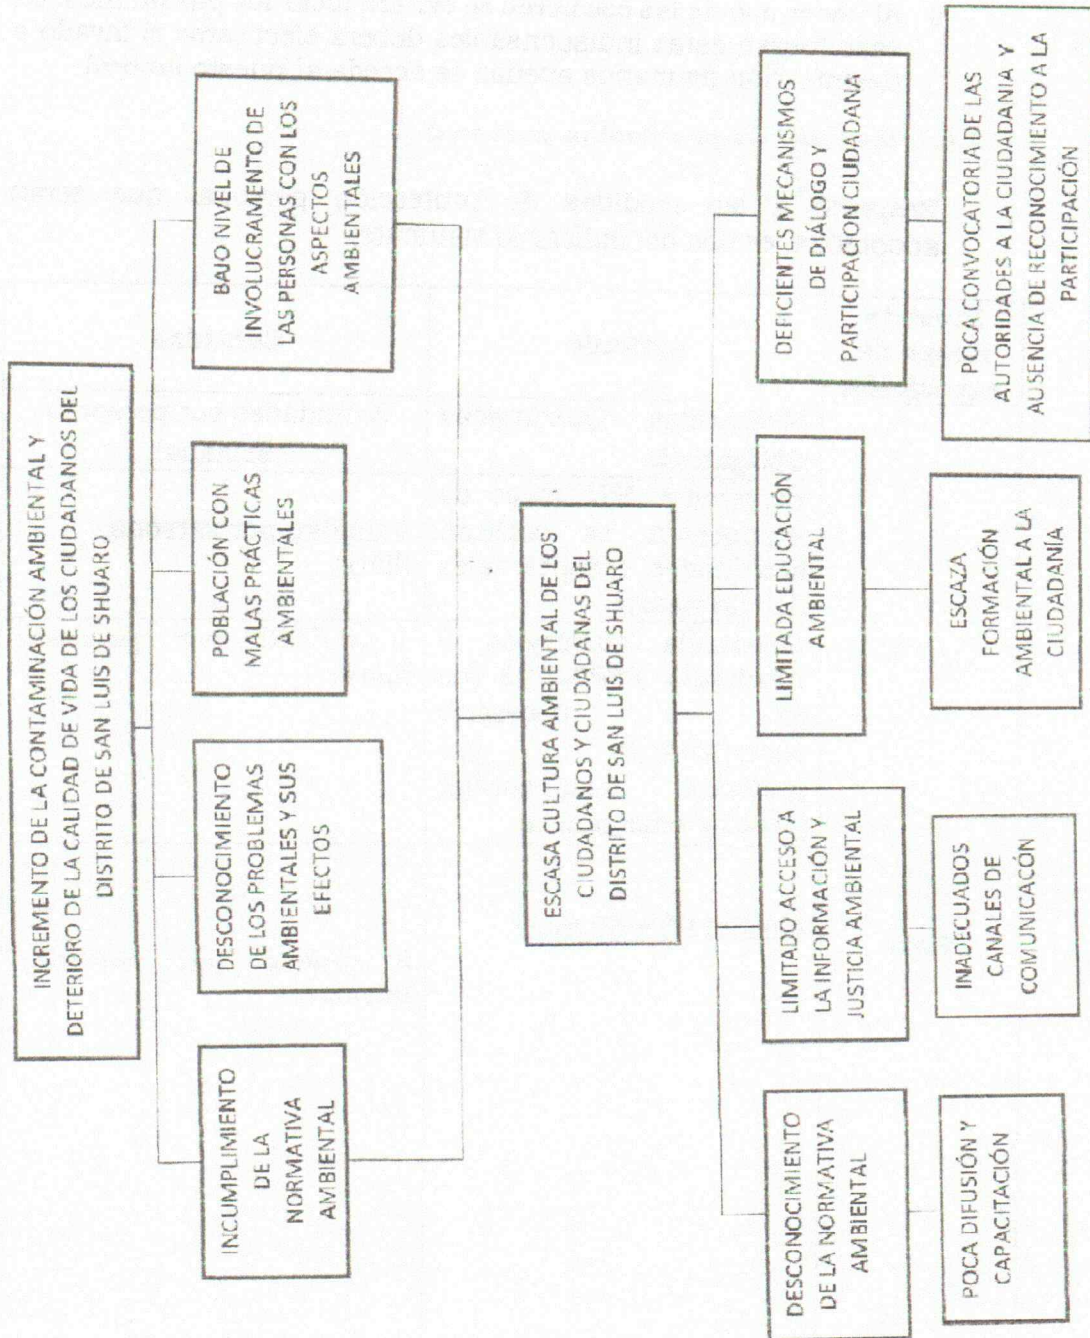 INCREMENTO DE LA CONTAMINACIÓN AMBIENTAL Y
DETERIORO DE LA CALIDAD DE VIDA DE LOS CIUDADANOS DEL
DISTRITO DE SAN LUIS DE SHUARO
INCUMPLIMIENTO
DE LA
NORMATIVA
AMBIENTAL
DESCONOCIMIENTO
DE LOS PROBLEMAS
AMBIENTALES Y SUS
EFECTOS
POBLACIÓN CON
MALAS PRÁCTICAS
AMBIENTALES
BAJO NIVEL DE
INVOLUCRAMENTO DE
LAS PERSONAS CON LOS
ASPECTOS
AMBIENTALES
ESCASA CULTURA AMBIENTAL DE LOS
CIUDADANOS Y CIUDADANAS DEL
DISTRITO DE SAN LUIS DE SHUARO
DESCONOCIMIENTO
DE LA NORMATIVA
AMBIENTAL
LIMITADO ACCESO A
LA INFORMACIÓN Y
JUSTICIA AMBIENTAL
LIMITADA EDUCACIÓN
AMBIENTAL
DEFICIENTES MECANISMOS
DE DIÁLOGO Y
PARTICIPACIONCIUDADANA
POCA DIFUSIÓN Y
CAPACITACIÓN
INADECUADOS
CANALES DE
COMUNICACÓN
ESCAZA
FORMACIÓN
AMBIENTAL A LA
CIUDADANÍA
POCA CONVOCATORIA DE LAS
AUTORIDADES A LA CIUDADANIA Y
AUSENCIA DE RECONOCIMIENTO A LA
PARTICIPACIÓN